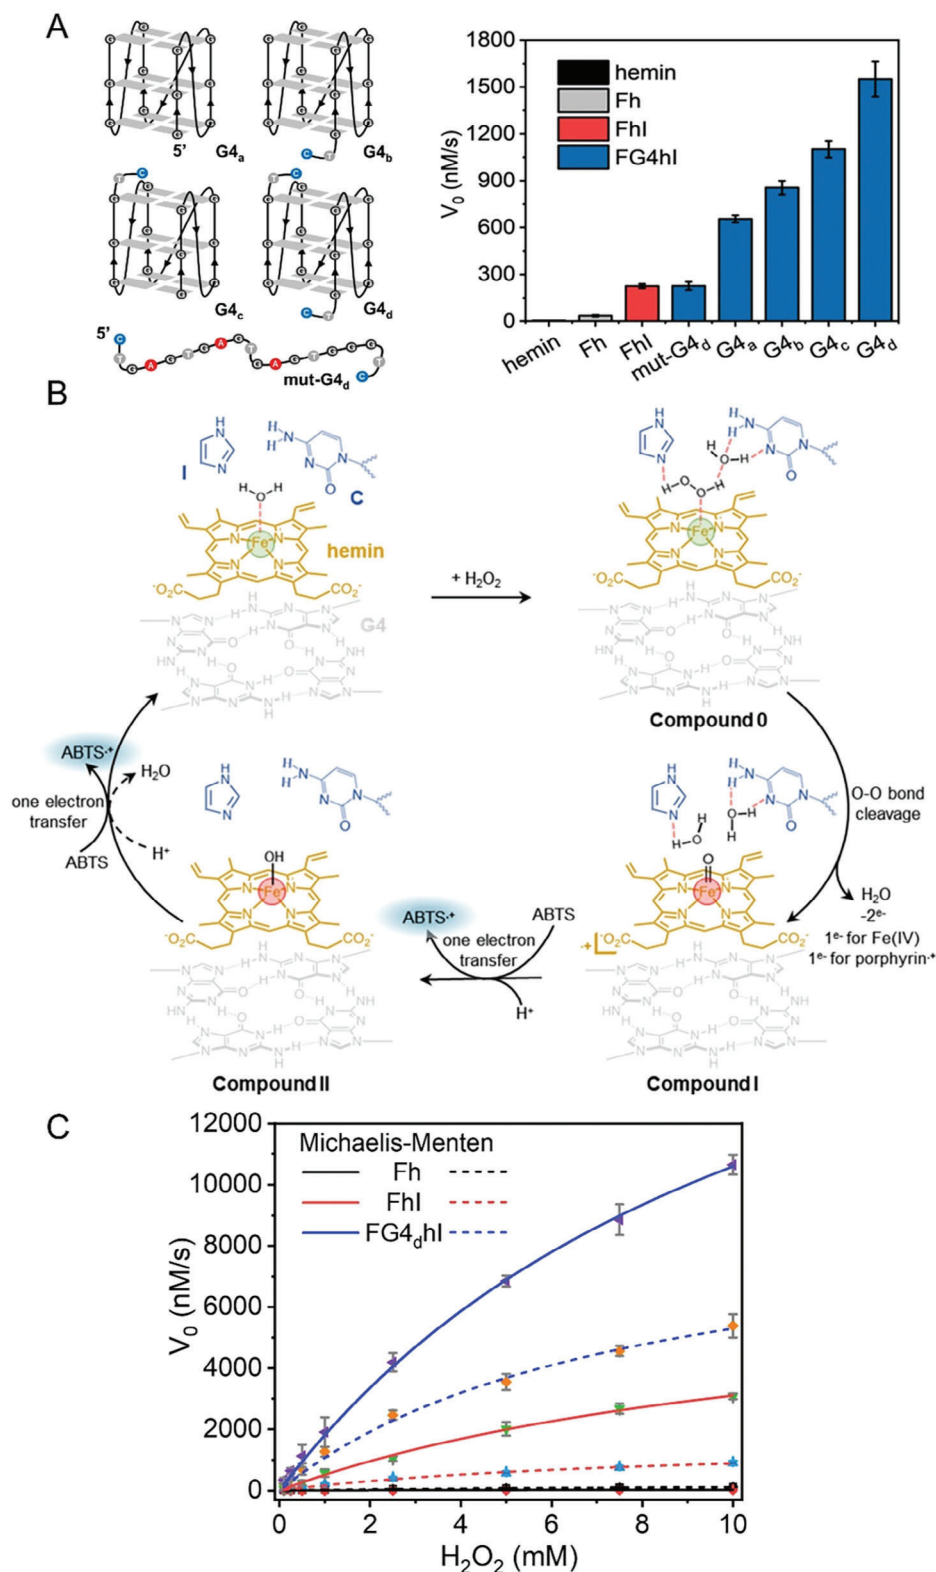 A
5'
G4a
G4b
G4c
G4d
5'
mut-G4d
V0 (nM/s)
1800
1500
1200
900
600
300
0
hemin
Fh
FhI
FG4hI
hemin
Fh
FhI
mut-G4d
G4a
G4b
G4c
G4d
B
I
C
hemin
G4
+ H2O2
Compound 0
O-O bond
cleavage
H2O
-2e-
1e- for Fe(IV)
1e- for porphyrin·+
Compound I
ABTS
ABTS·+
one electron
transfer
H+
Compound II
ABTS·+
H2O
one electron
transfer
ABTS
H+
C
V0 (nM/s)
12000
10000
8000
6000
4000
2000
0
Michaelis-Menten
Fh
FhI
FG4dhI
0 2 4 6 8 10
H2O2 (mM)